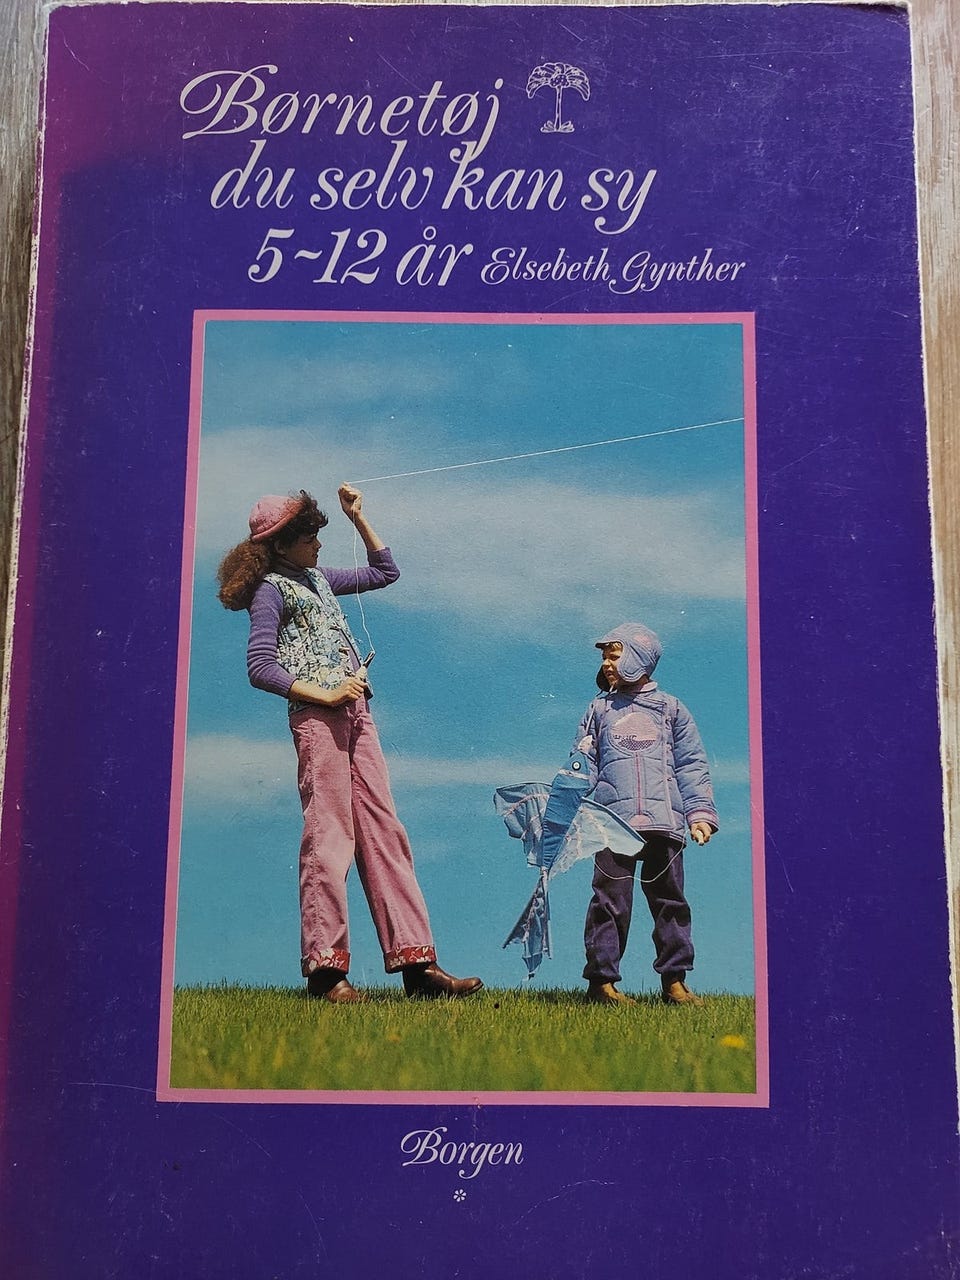 Børnetøj
du selv kan sy
5~12 år Elsebeth Gynther
Borgen